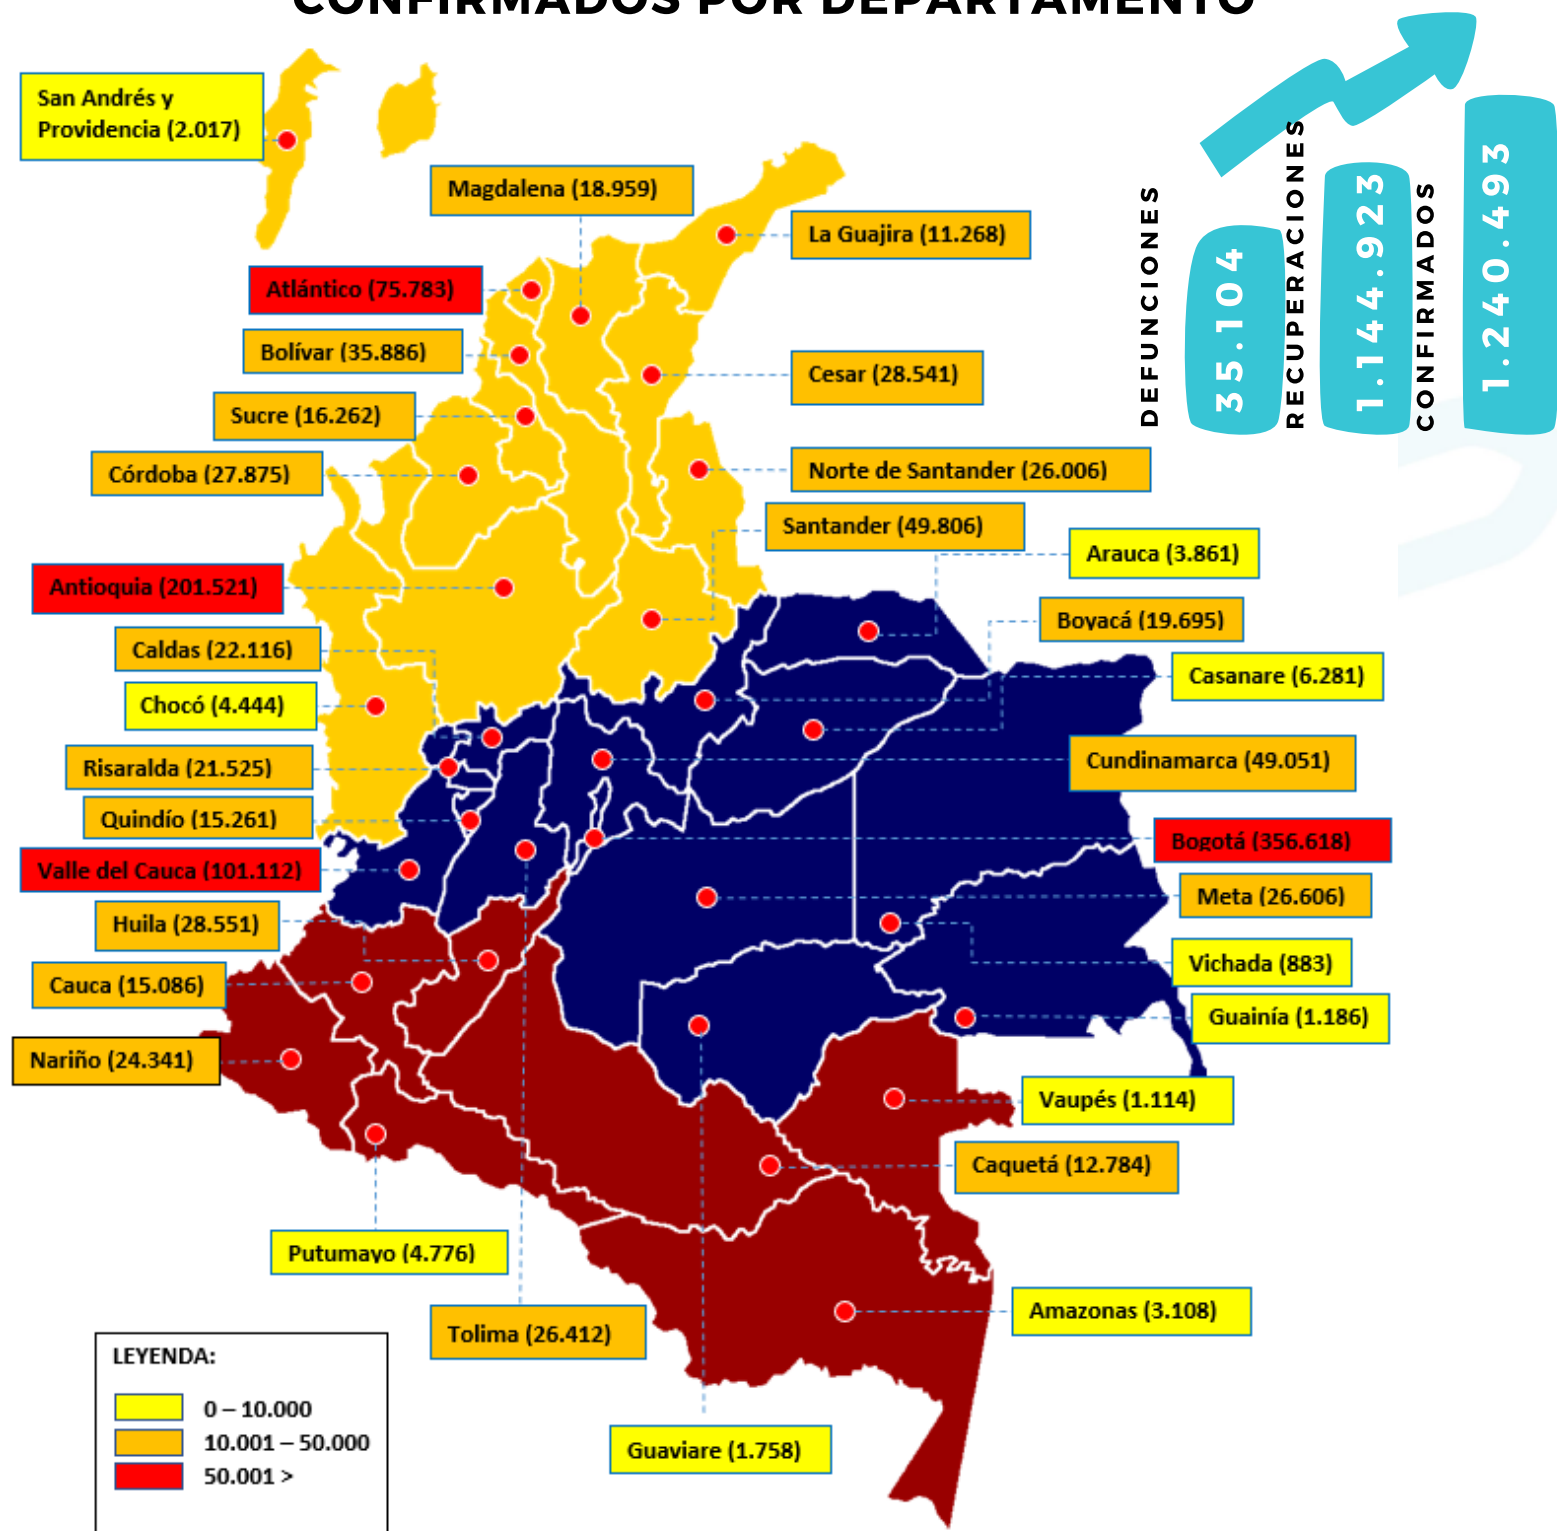 CONFIRMADOS POR DEPARTAMENTO
San Andrés y
Providencia (2.017)
Magdalena (18.959)
La Guajira (11.268)
Atlántico (75.783)
Bolívar (35.886)
Cesar (28.541)
Sucre (16.262)
Córdoba (27.875)
Norte de Santander (26.006)
Santander (49.806)
Arauca (3.861)
Antioquia (201.521)
Boyacá (19.695)
Caldas (22.116)
Casanare (6.281)
Chocó (4.444)
Cundinamarca (49.051)
Risaralda (21.525)
Quindío (15.261)
Bogotá (356.618)
Valle del Cauca (101.112)
Meta (26.606)
Huila (28.551)
Vichada (883)
Cauca (15.086)
Guainía (1.186)
Nariño (24.341)
Vaupés (1.114)
Caquetá (12.784)
Putumayo (4.776)
Amazonas (3.108)
Tolima (26.412)
Guaviare (1.758)
DEFUNCIONES
35.104
RECUPERACIONES
1.144.923
CONFIRMADOS
1.240.493
LEYENDA:
0 – 10.000
10.001 – 50.000
50.001 >